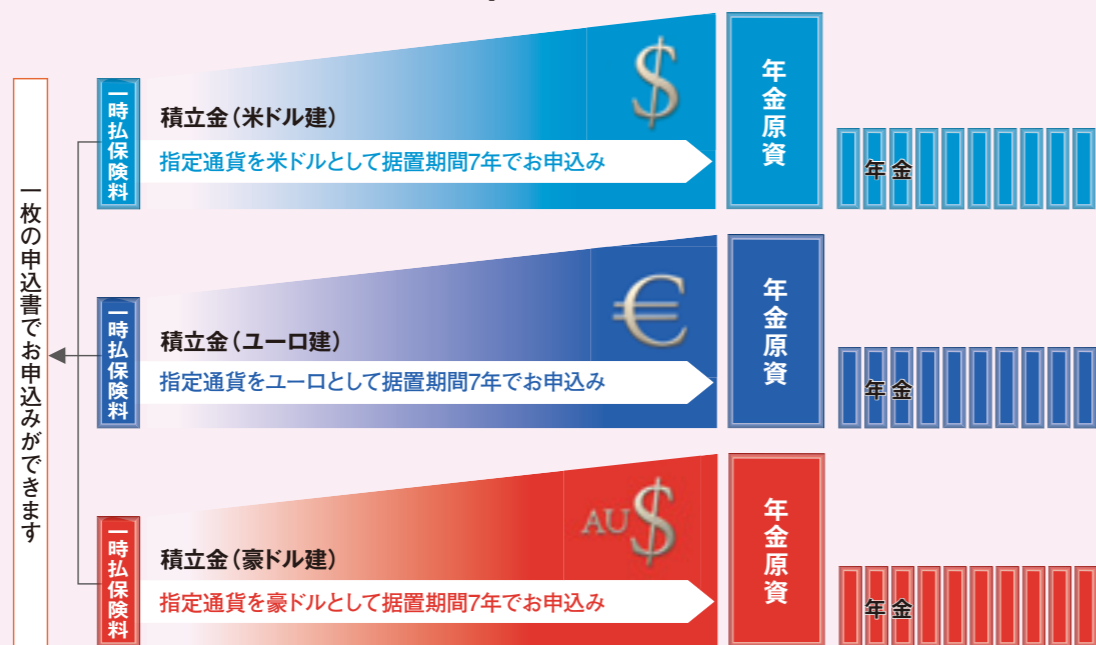 一枚の申込書でお申込みができます
一時払保険料
積立金(米ドル建)
指定通貨を米ドルとして据置期間7年でお申込み
$
年金原資
年金
一時払保険料
積立金(ユーロ建)
指定通貨をユーロとして据置期間7年でお申込み
€
年金原資
年金
一時払保険料
積立金(豪ドル建)
指定通貨を豪ドルとして据置期間7年でお申込み
AU$
年金原資
年金